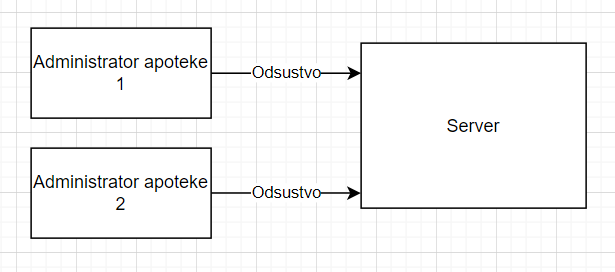 Administrator apoteke
1
Odsustvo
Server
Administrator apoteke
2
Odsustvo